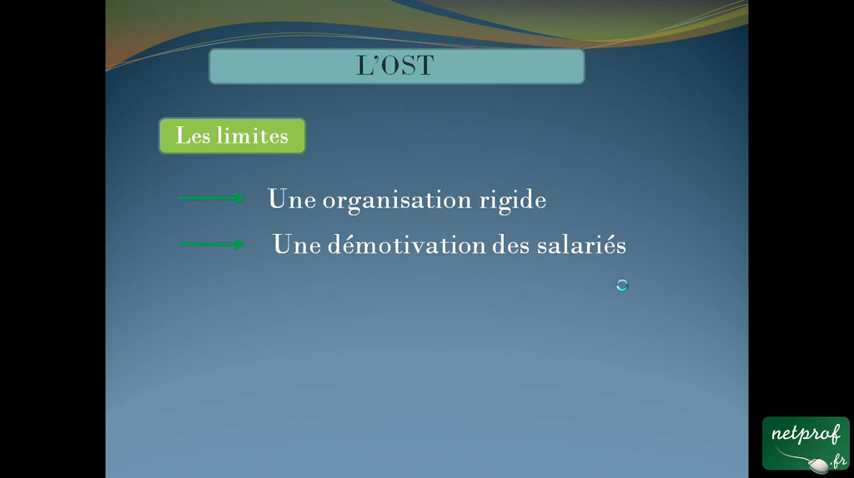 L'OST
Les limites
Une organisation rigide
Une démotivation des salariés
netprof
.fr